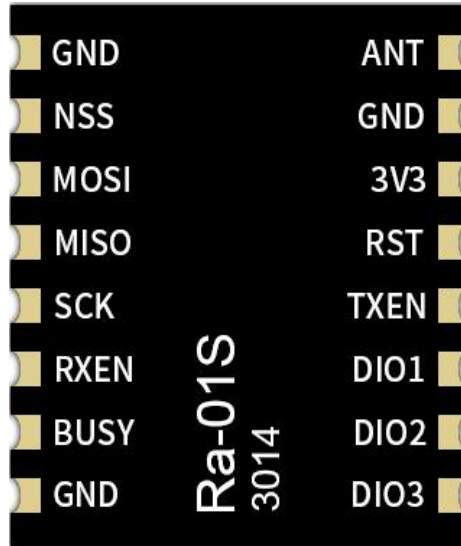 GND ANT
NSS GND
MOSI 3V3
MISO RST
SCK TXEN
RXEN DIO1
BUSY DIO2
GND DIO3
Ra-01S
3014